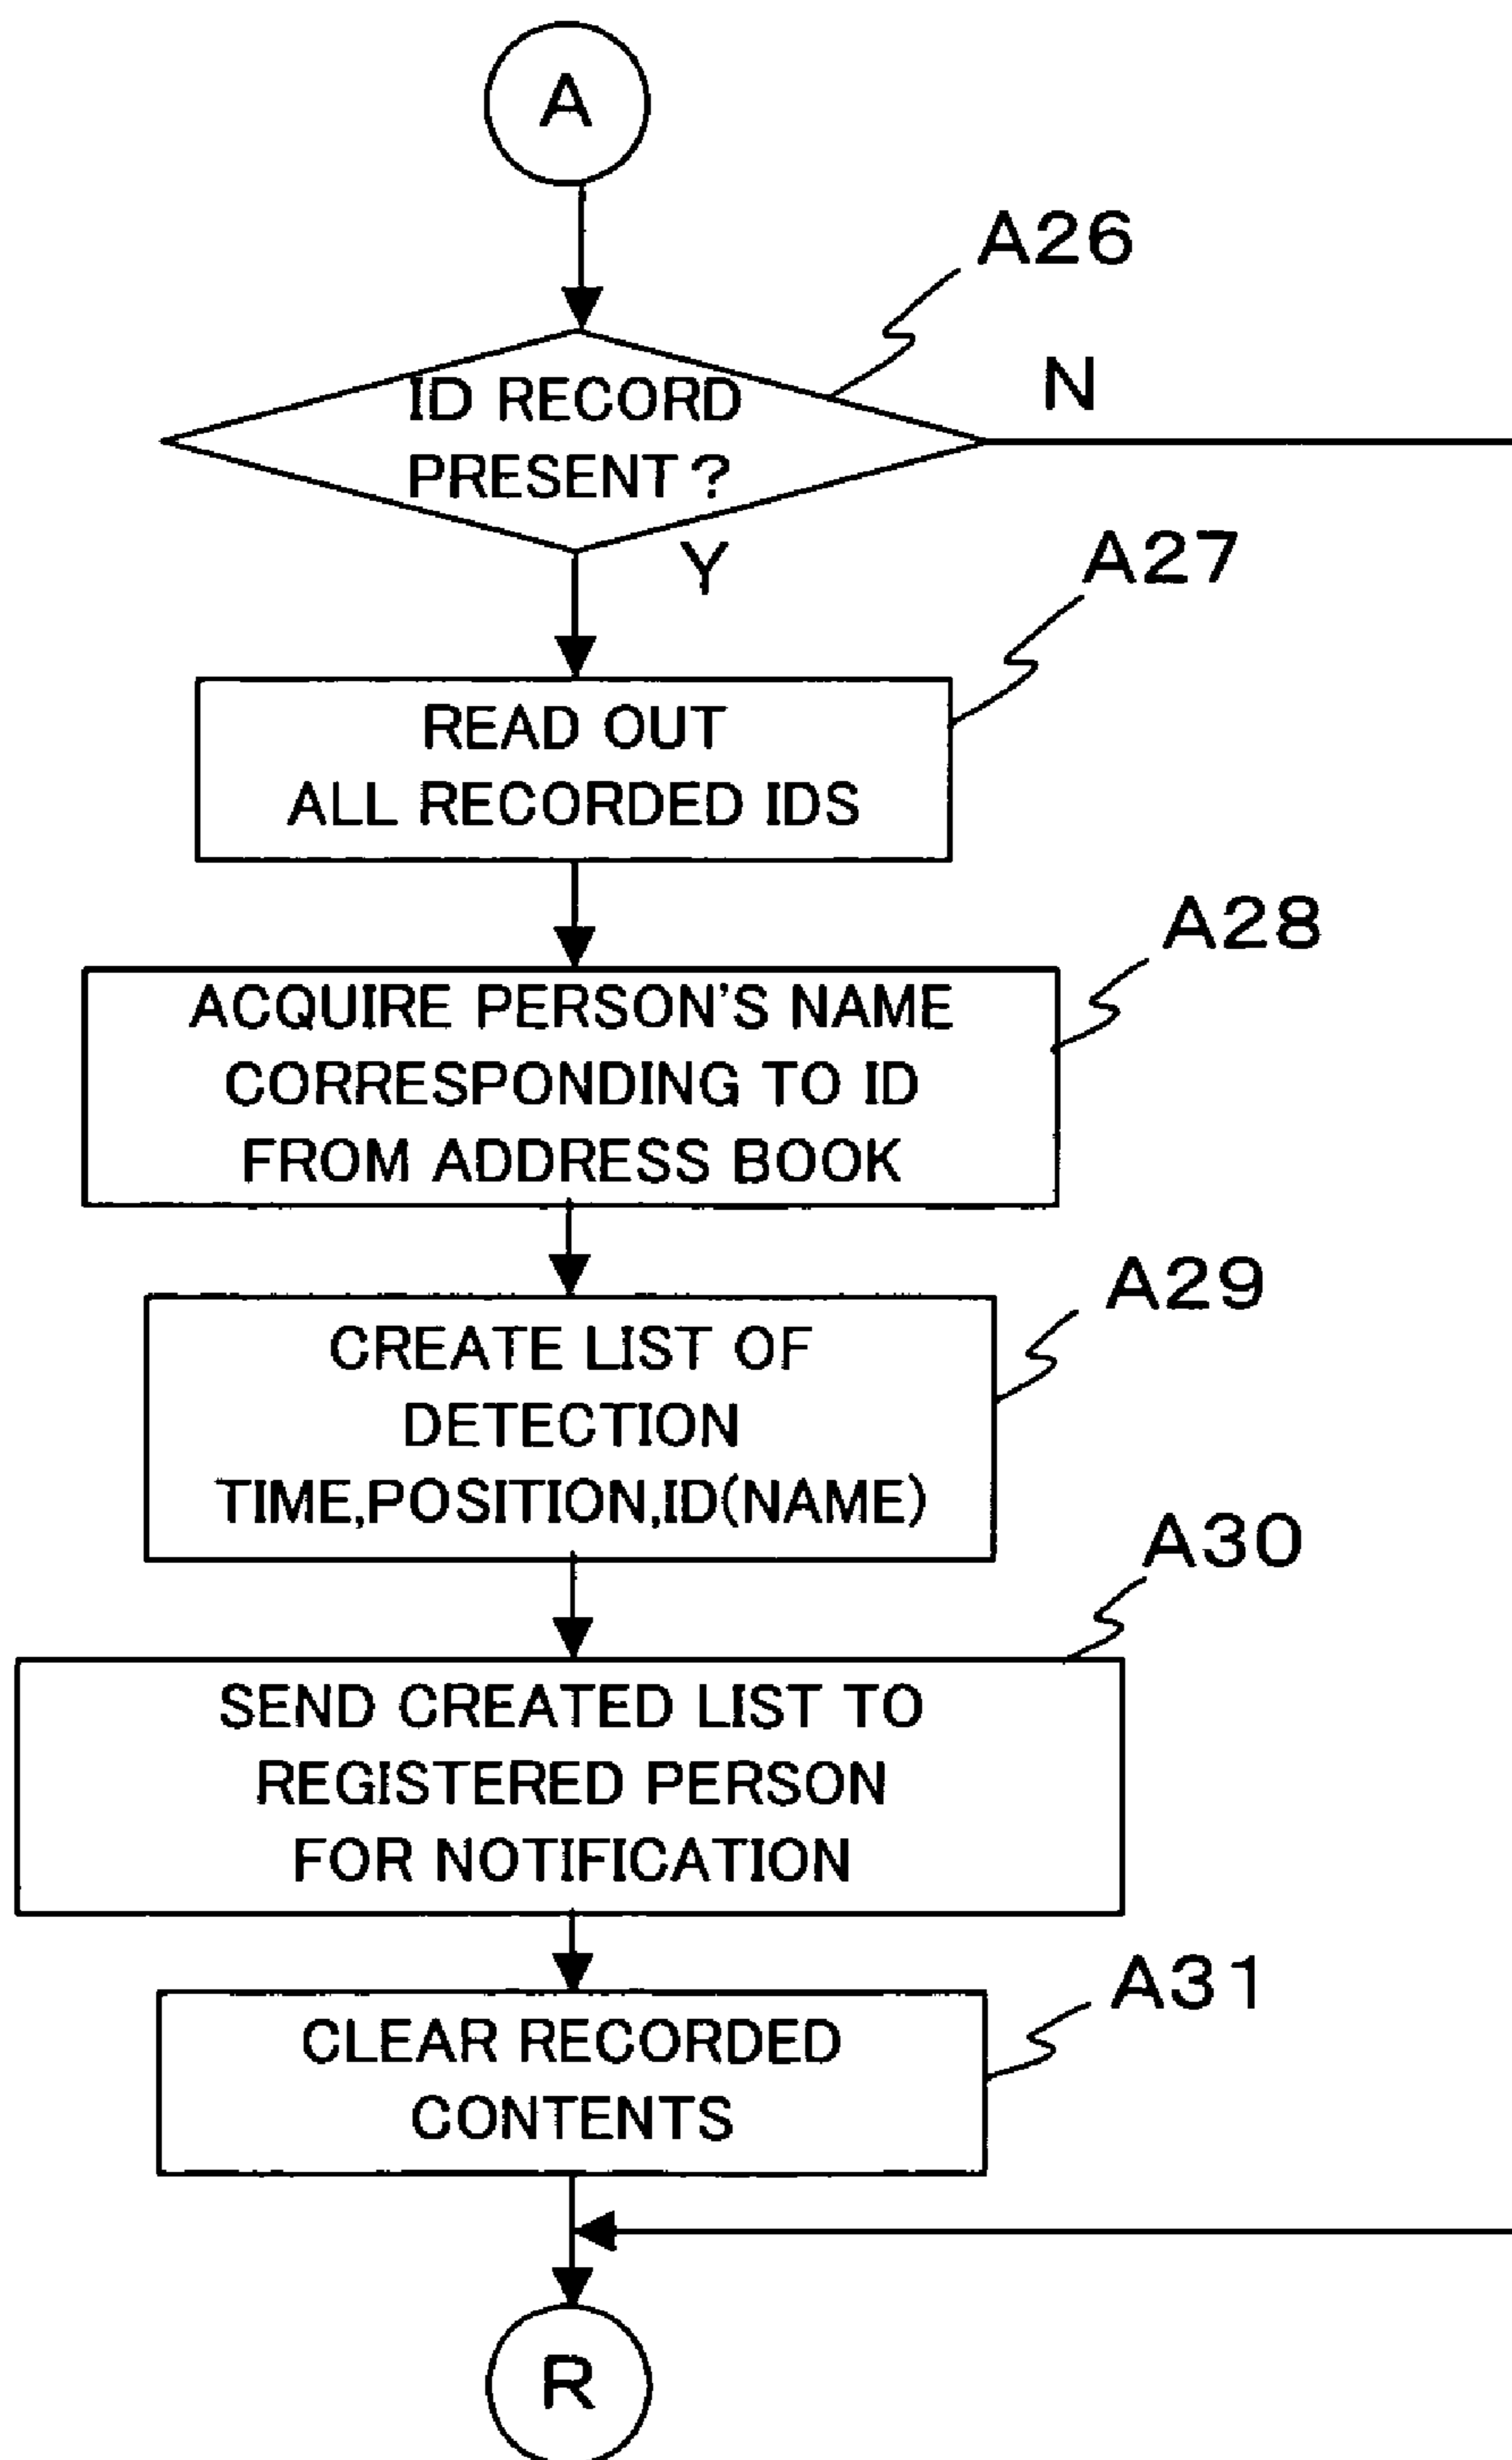 A
A26
ID RECORD
PRESENT?
N
Y
A27
READ OUT
ALL RECORDED IDS
A28
ACQUIRE PERSON'S NAME
CORRESPONDING TO ID
FROM ADDRESS BOOK
A29
CREATE LIST OF
DETECTION
TIME,POSITION,ID(NAME)
A30
SEND CREATED LIST TO
REGISTERED PERSON
FOR NOTIFICATION
A31
CLEAR RECORDED
CONTENTS
R